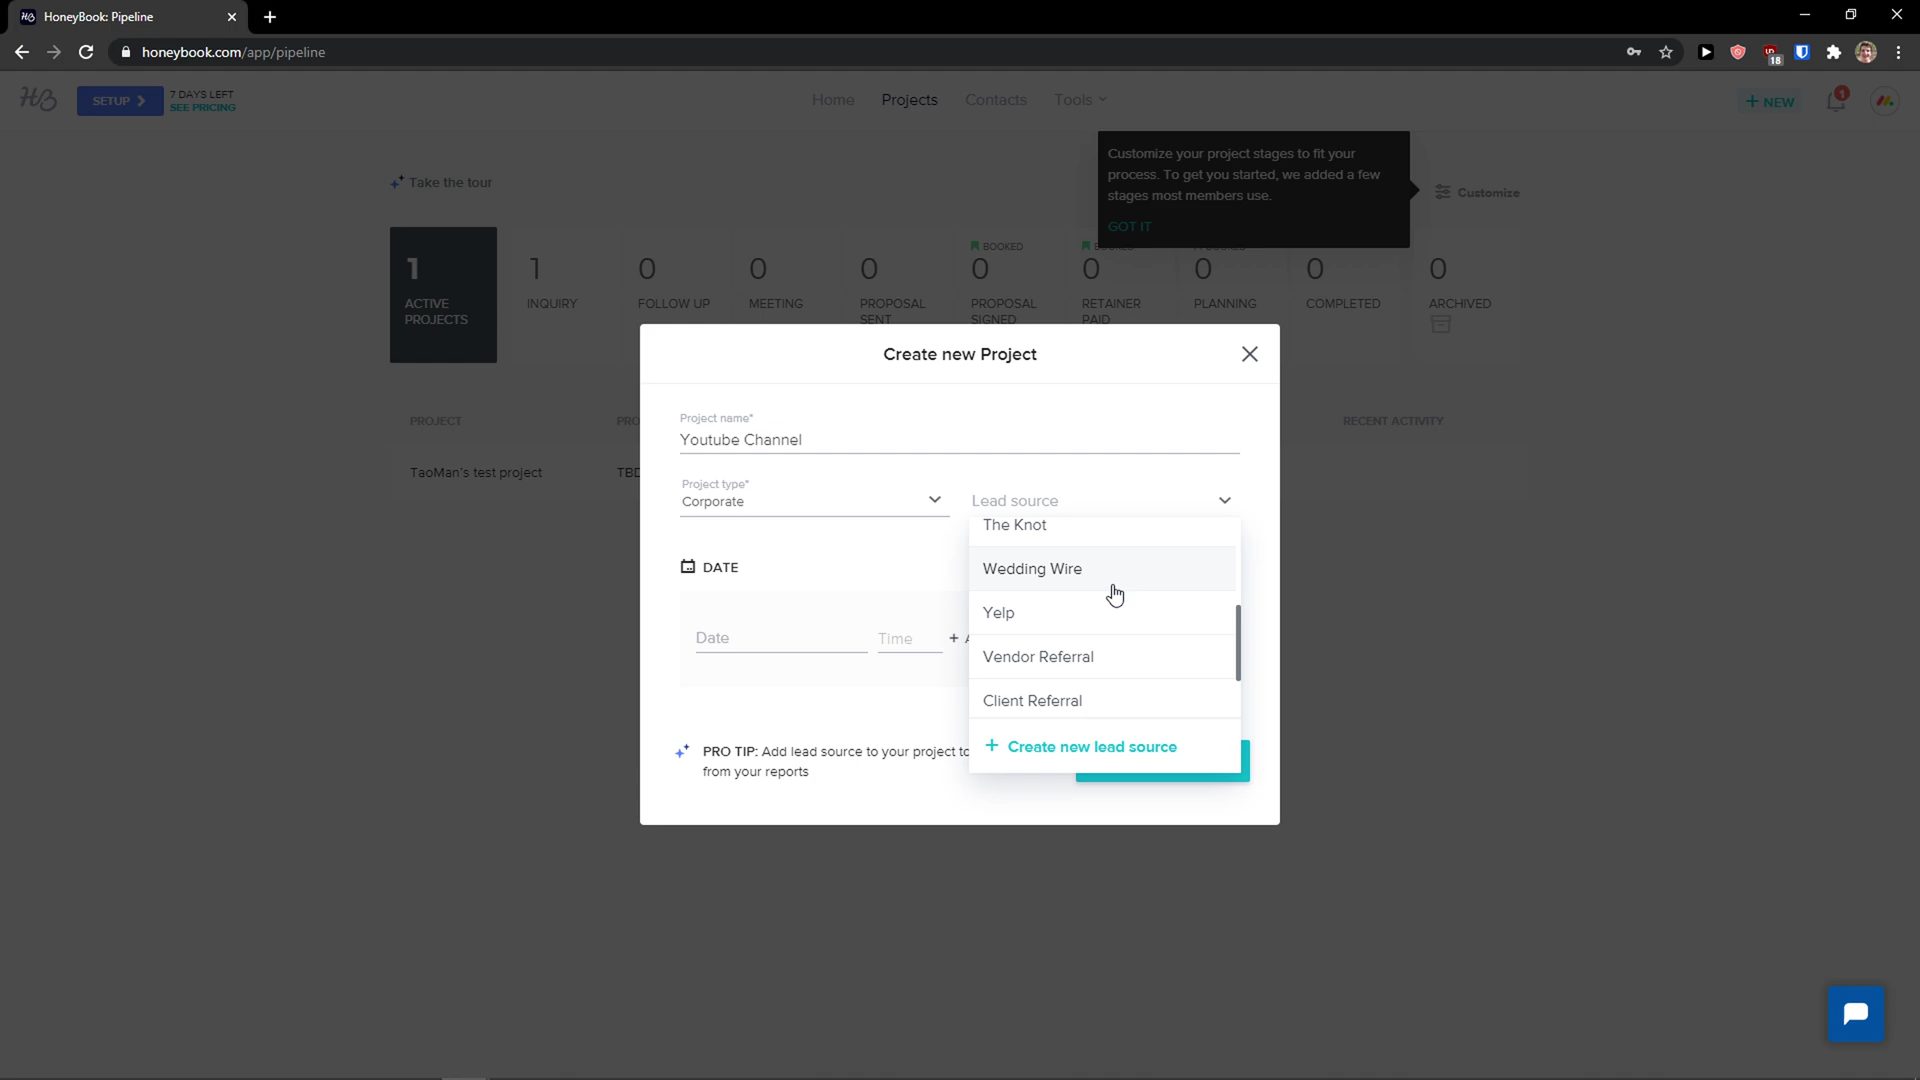 HoneyBook: Pipeline
honeybook.com/app/pipeline
18
HB
SETUP
7 DAYS LEFT
SEE PRICING
Home
Projects
Contacts
Tools
+ NEW
1
Take the tour
Customize your project stages to fit your
process. To get you started, we added a few
stages most members use.
GOT IT
Customize
1
ACTIVE
PROJECTS
1
INQUIRY
0
FOLLOW UP
0
MEETING
0
PROPOSAL
SENT
BOOKED
0
PROPOSAL
SIGNED
0
RETAINER
PAID
0
PLANNING
0
COMPLETED
0
ARCHIVED
PROJECT
PRO
RECENT ACTIVITY
TaoMan's test project
TBD
Create new Project
Project name*
Youtube Channel
Project type*
Corporate
Lead source
The Knot
Wedding Wire
Yelp
Vendor Referral
Client Referral
+ Create new lead source
DATE
Date
Time
+ A
PRO TIP: Add lead source to your project to
from your reports